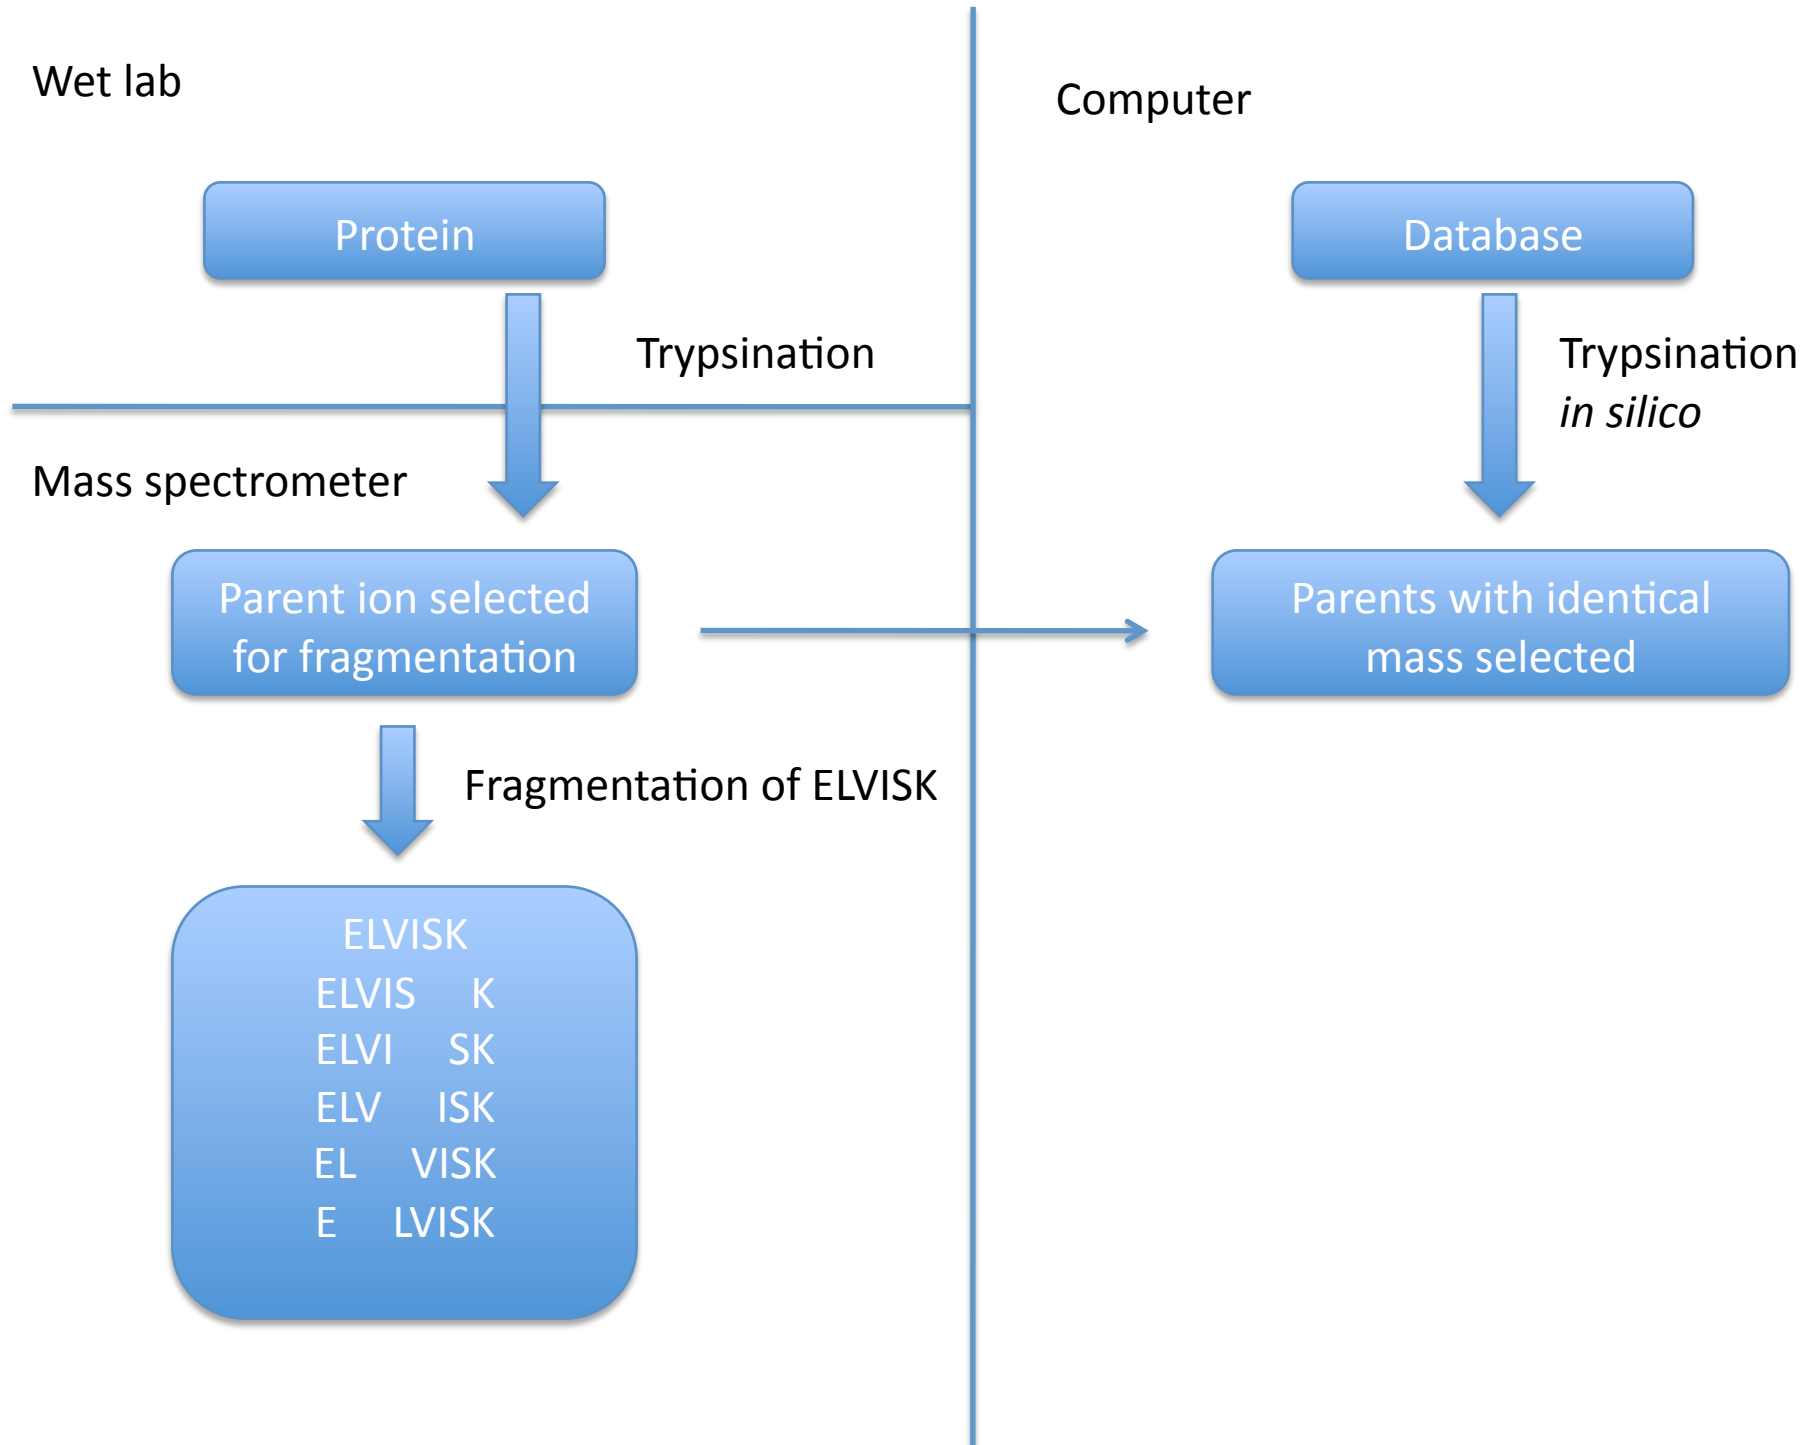 Wet lab
Computer
Protein
Database
Trypsination
Trypsination
in silico
Mass spectrometer
Parent ion selected
for fragmentation
Parents with identical
mass selected
Fragmentation of ELVISK
ELVISK
ELVIS K
ELVI SK
ELV ISK
EL VISK
E LVISK